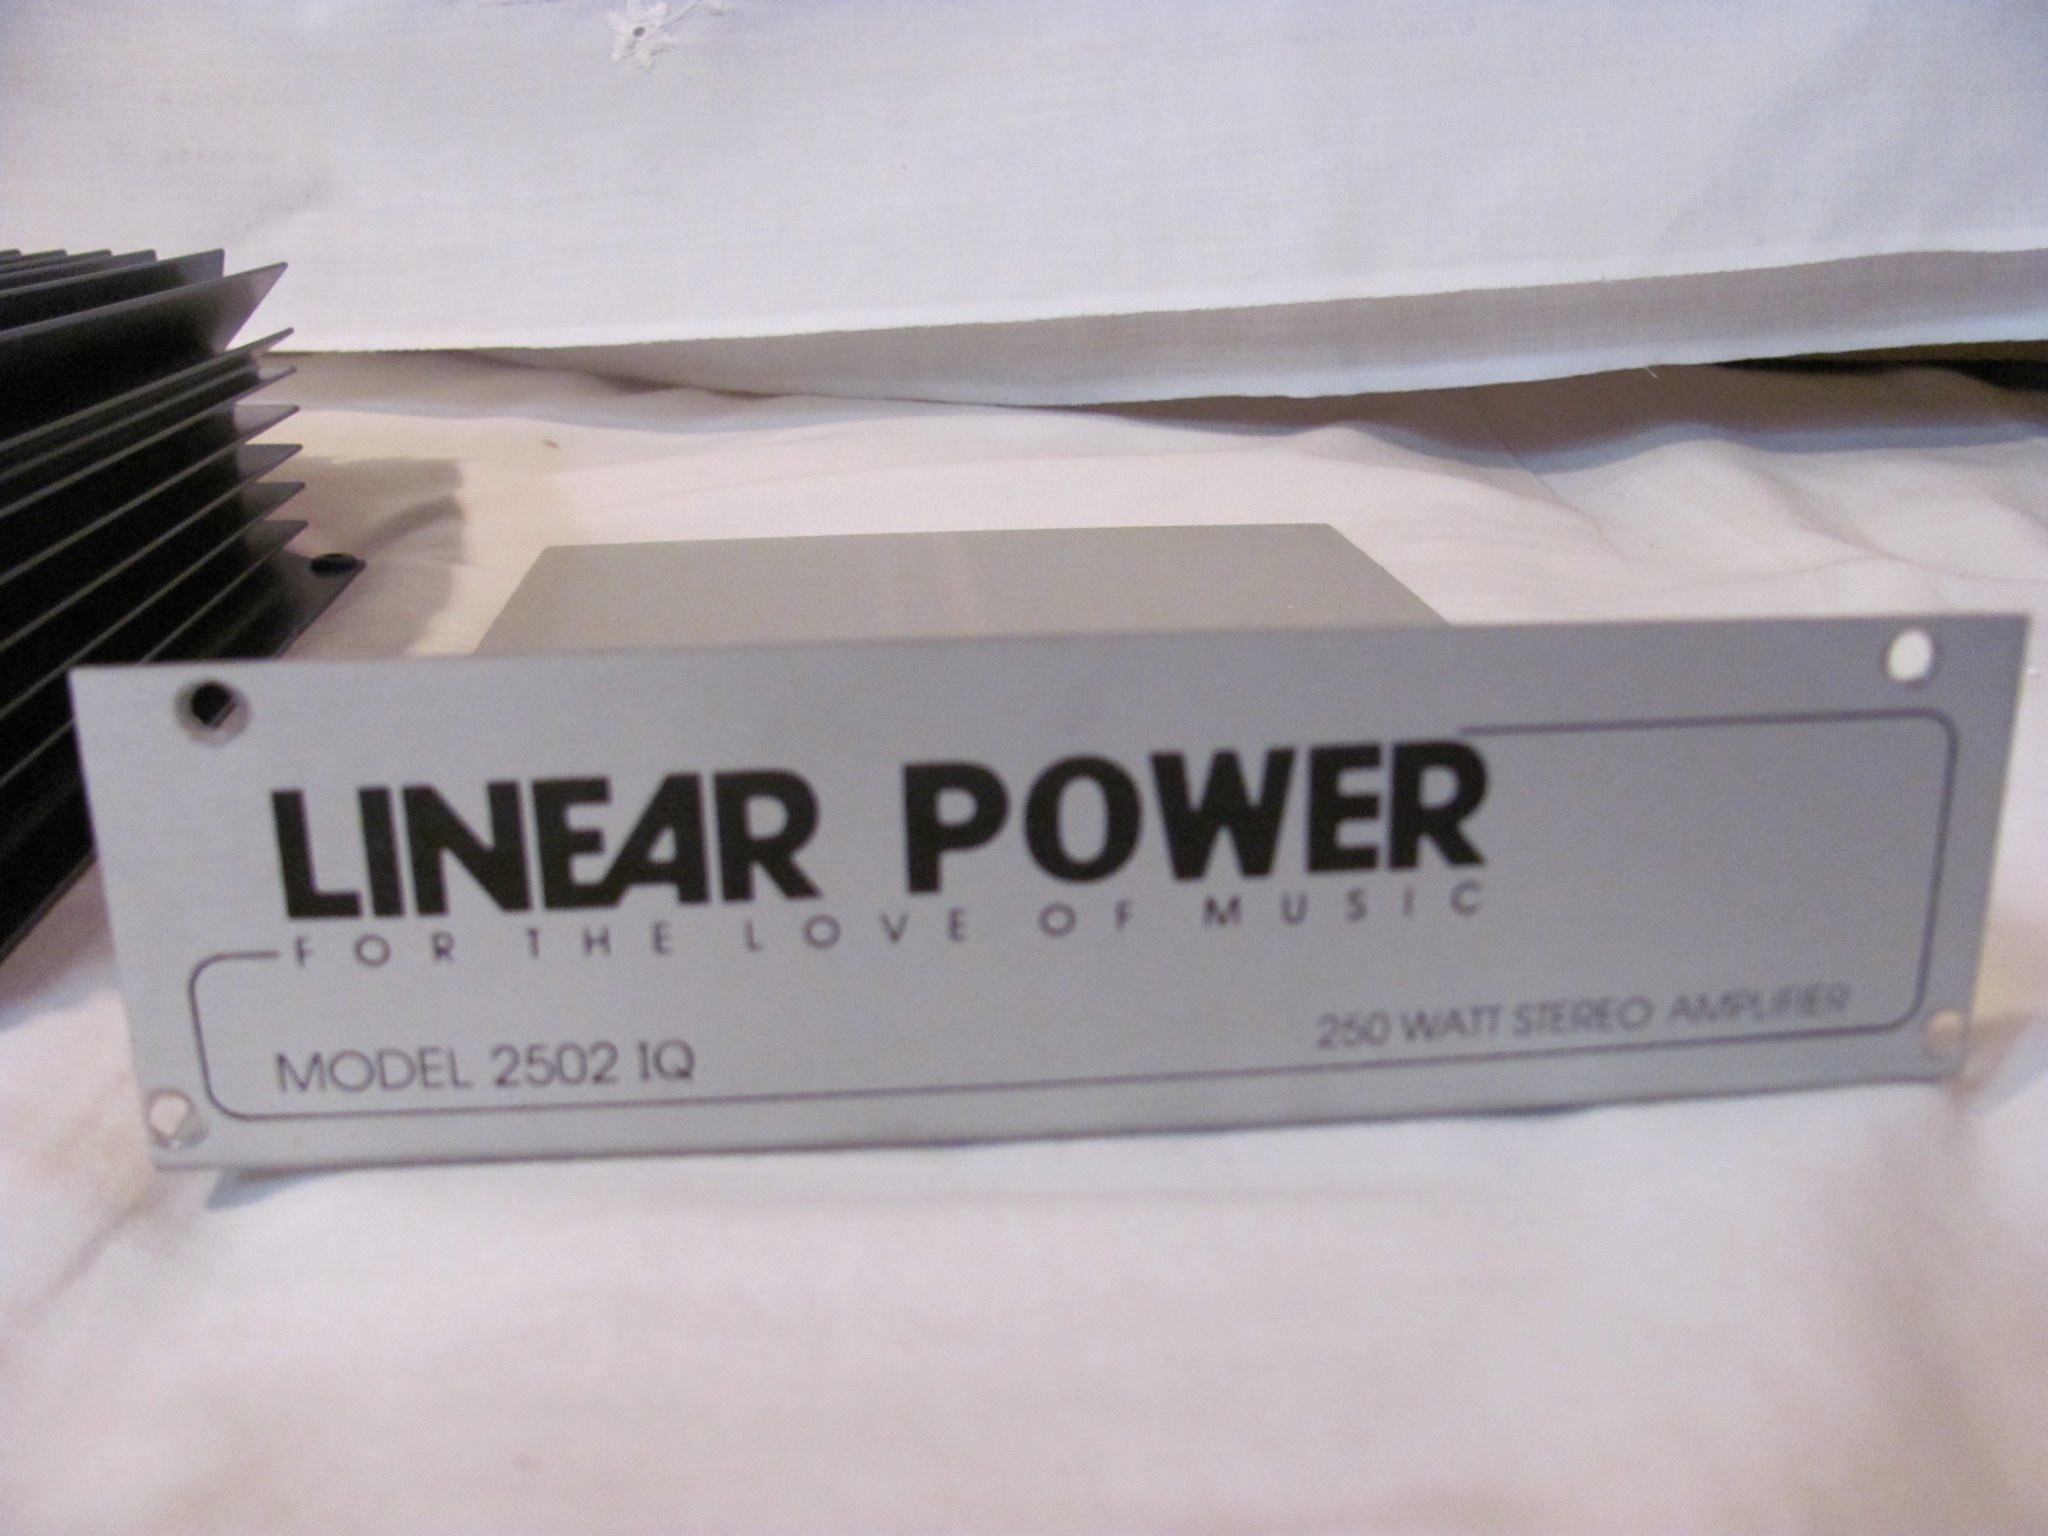 LINEAR POWER
FOR THE LOVE OF MUSIC
MODEL 2502 IQ
250 WATT STEREO AMPLIFIER